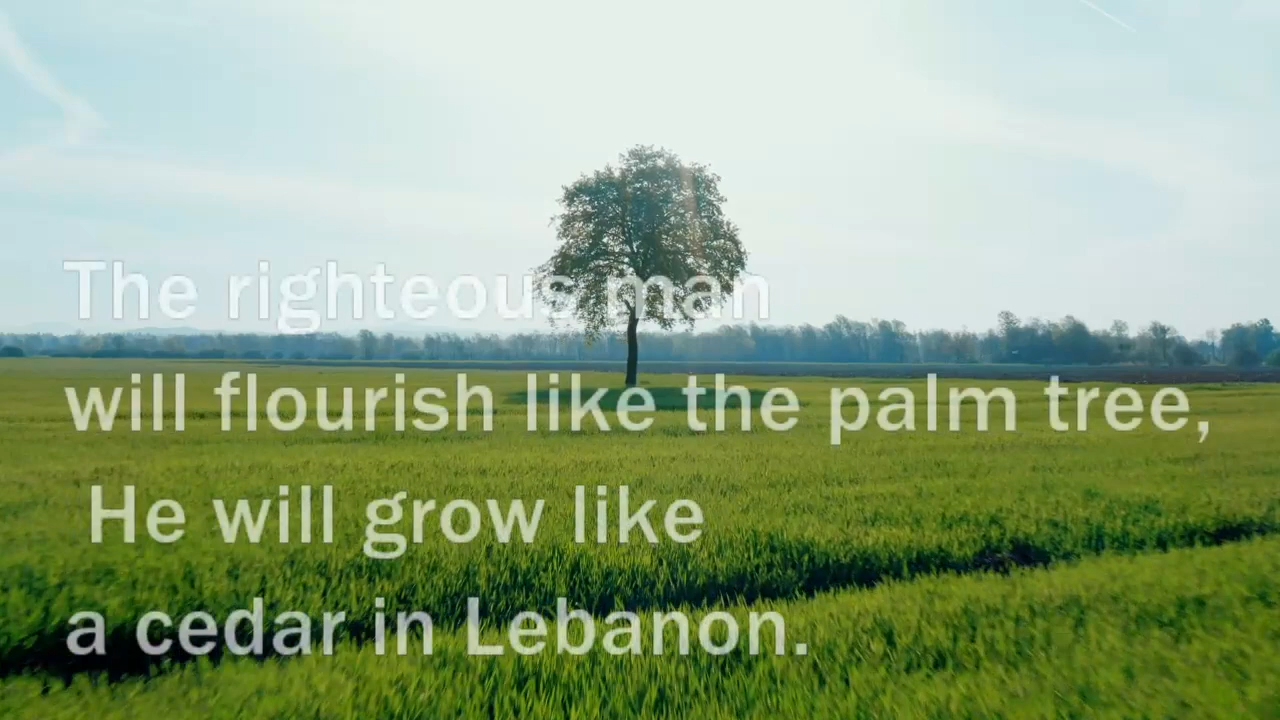 The righteous man
will flourish like the palm tree,
He will grow like
a cedar in Lebanon.